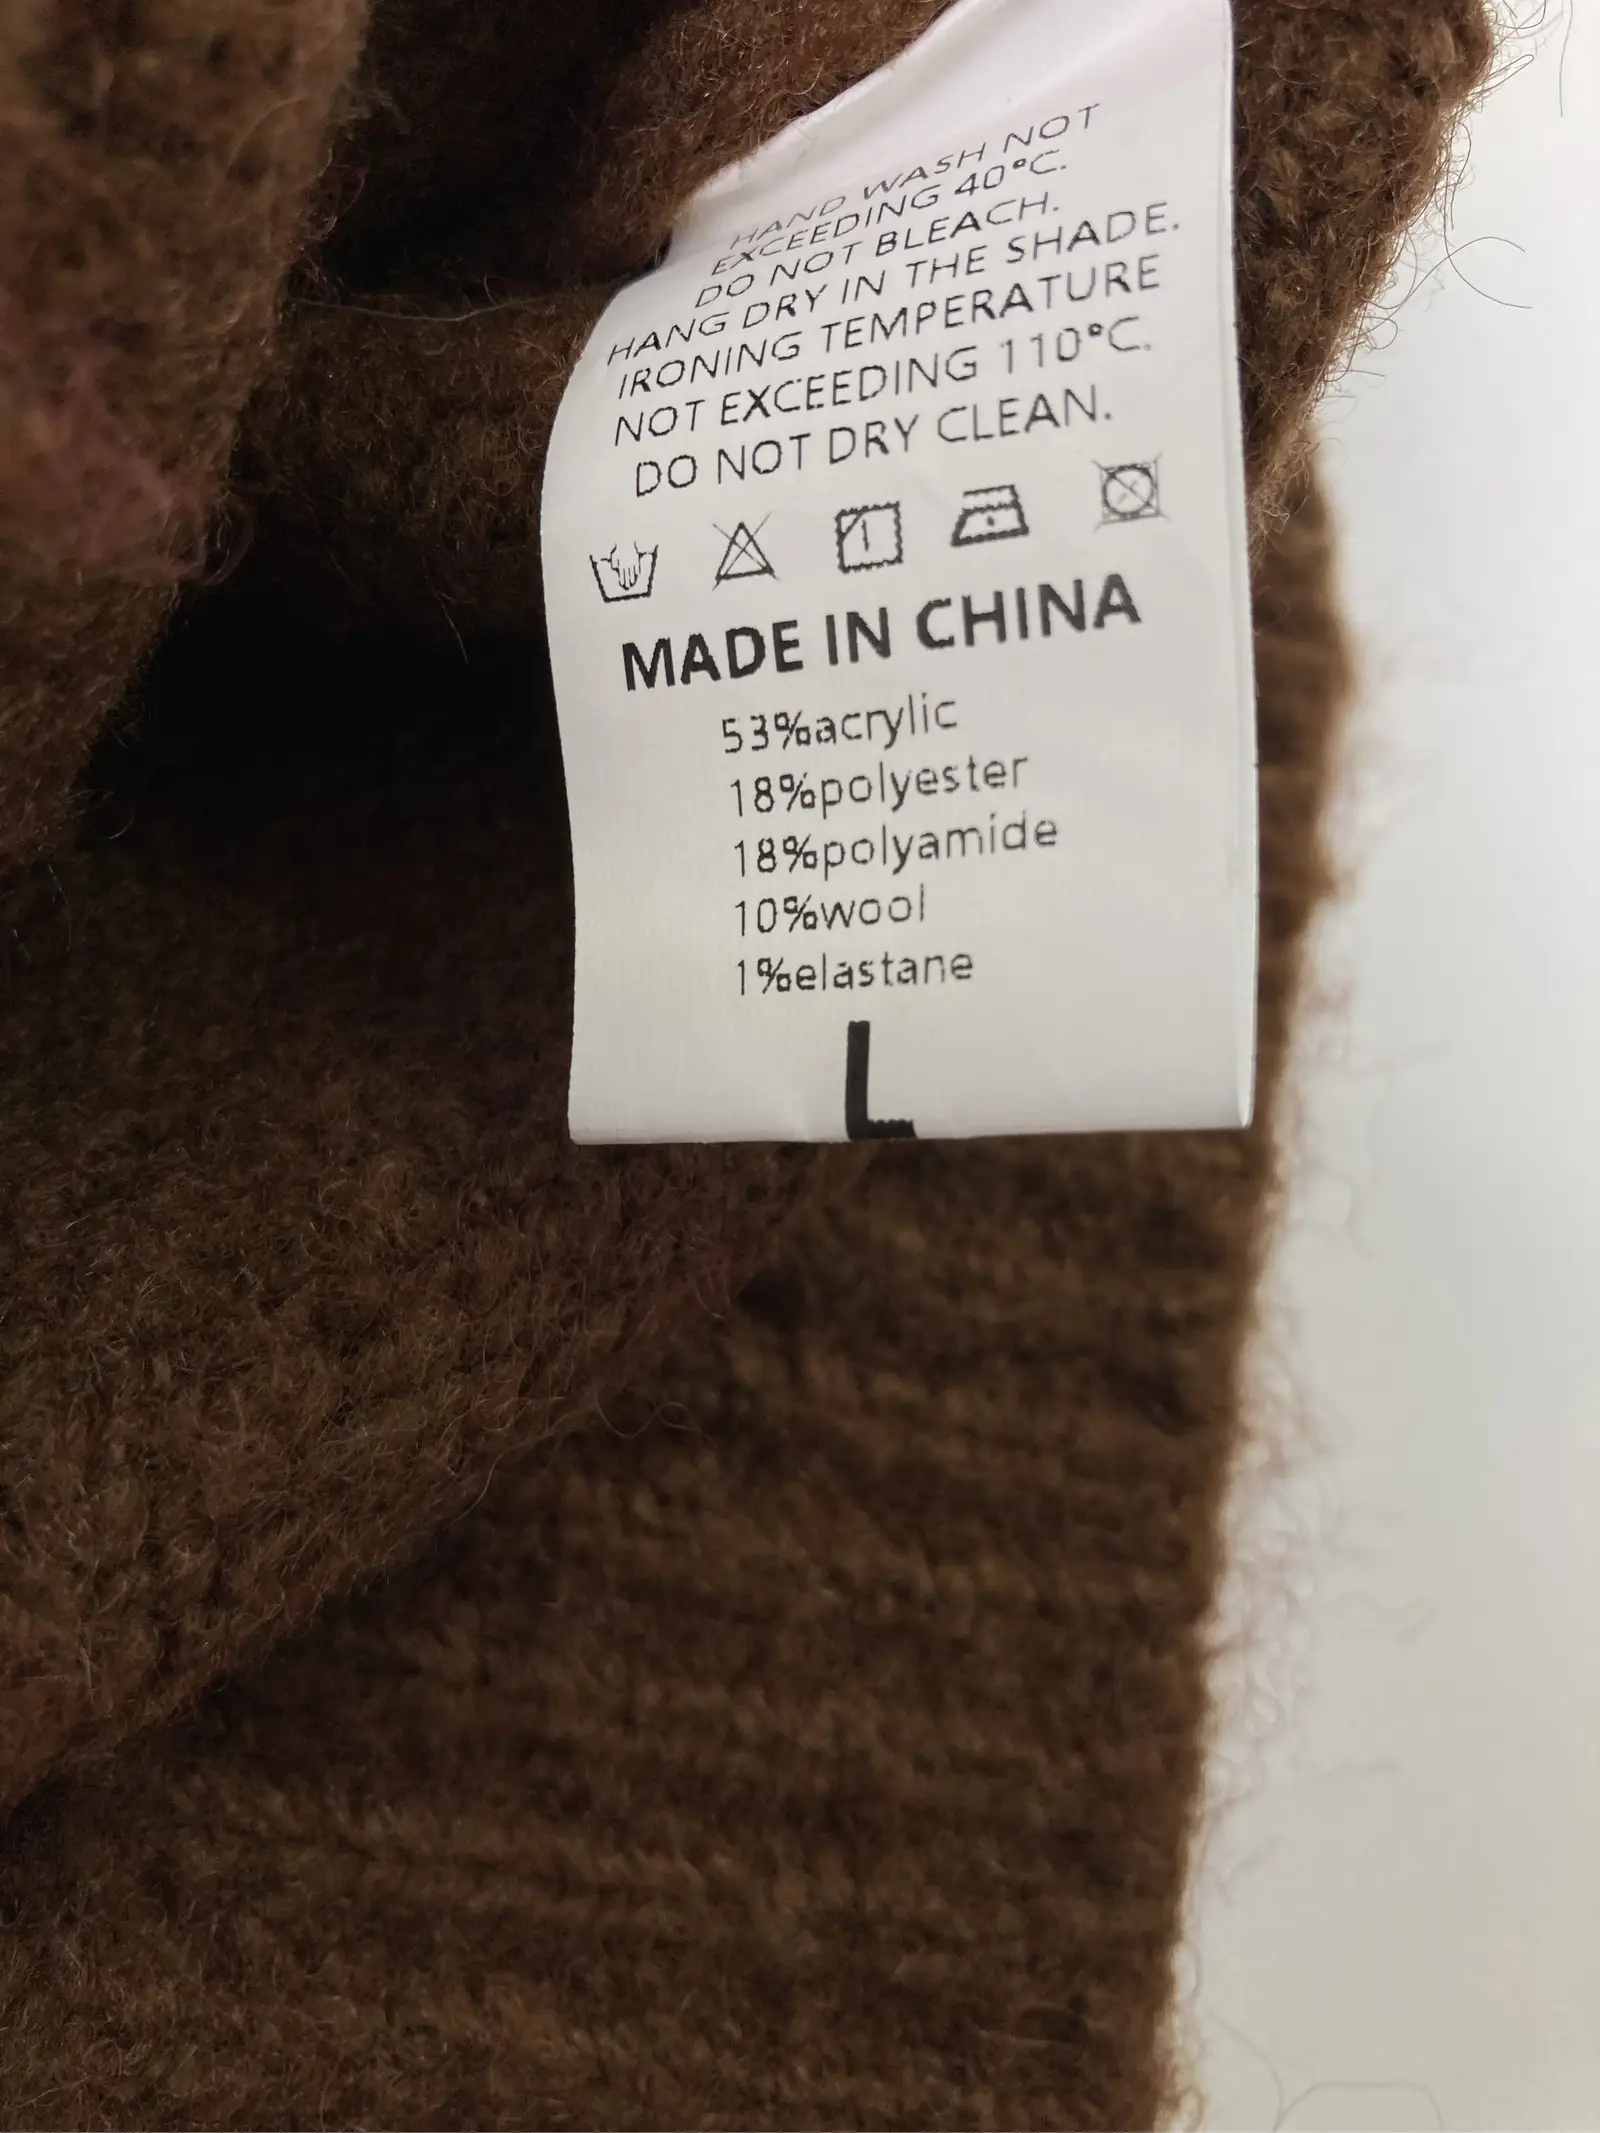 HAND WASH NOT
EXCEEDING 40°C.
DO NOT BLEACH.
HANG DRY IN THE SHADE.
IRONING TEMPERATURE
NOT EXCEEDING 110°C.
DO NOT DRY CLEAN.
MADE IN CHINA
53%acrylic
18%polyester
18%polyamide
10%wool
1%elastane
L